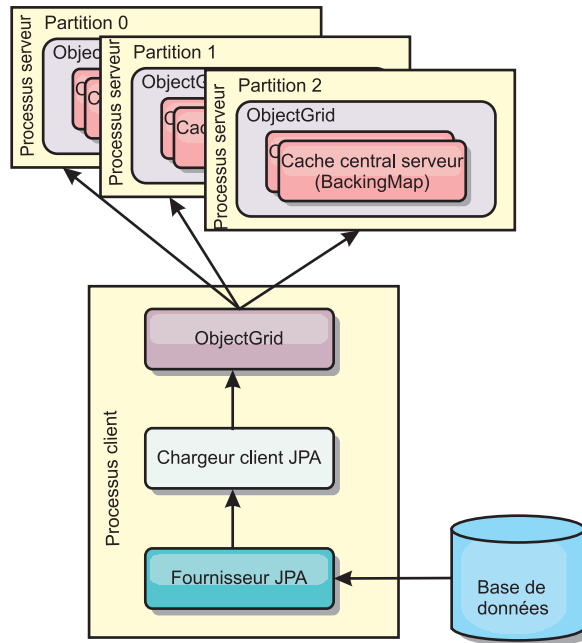 Partition 0
Processus serveur
Partition 1
Processus serveur
Partition 2
Processus serveur
ObjectGrid
Cache central serveur
(BackingMap)
Processus client
ObjectGrid
Chargeur client JPA
Fournisseur JPA
Base de
données